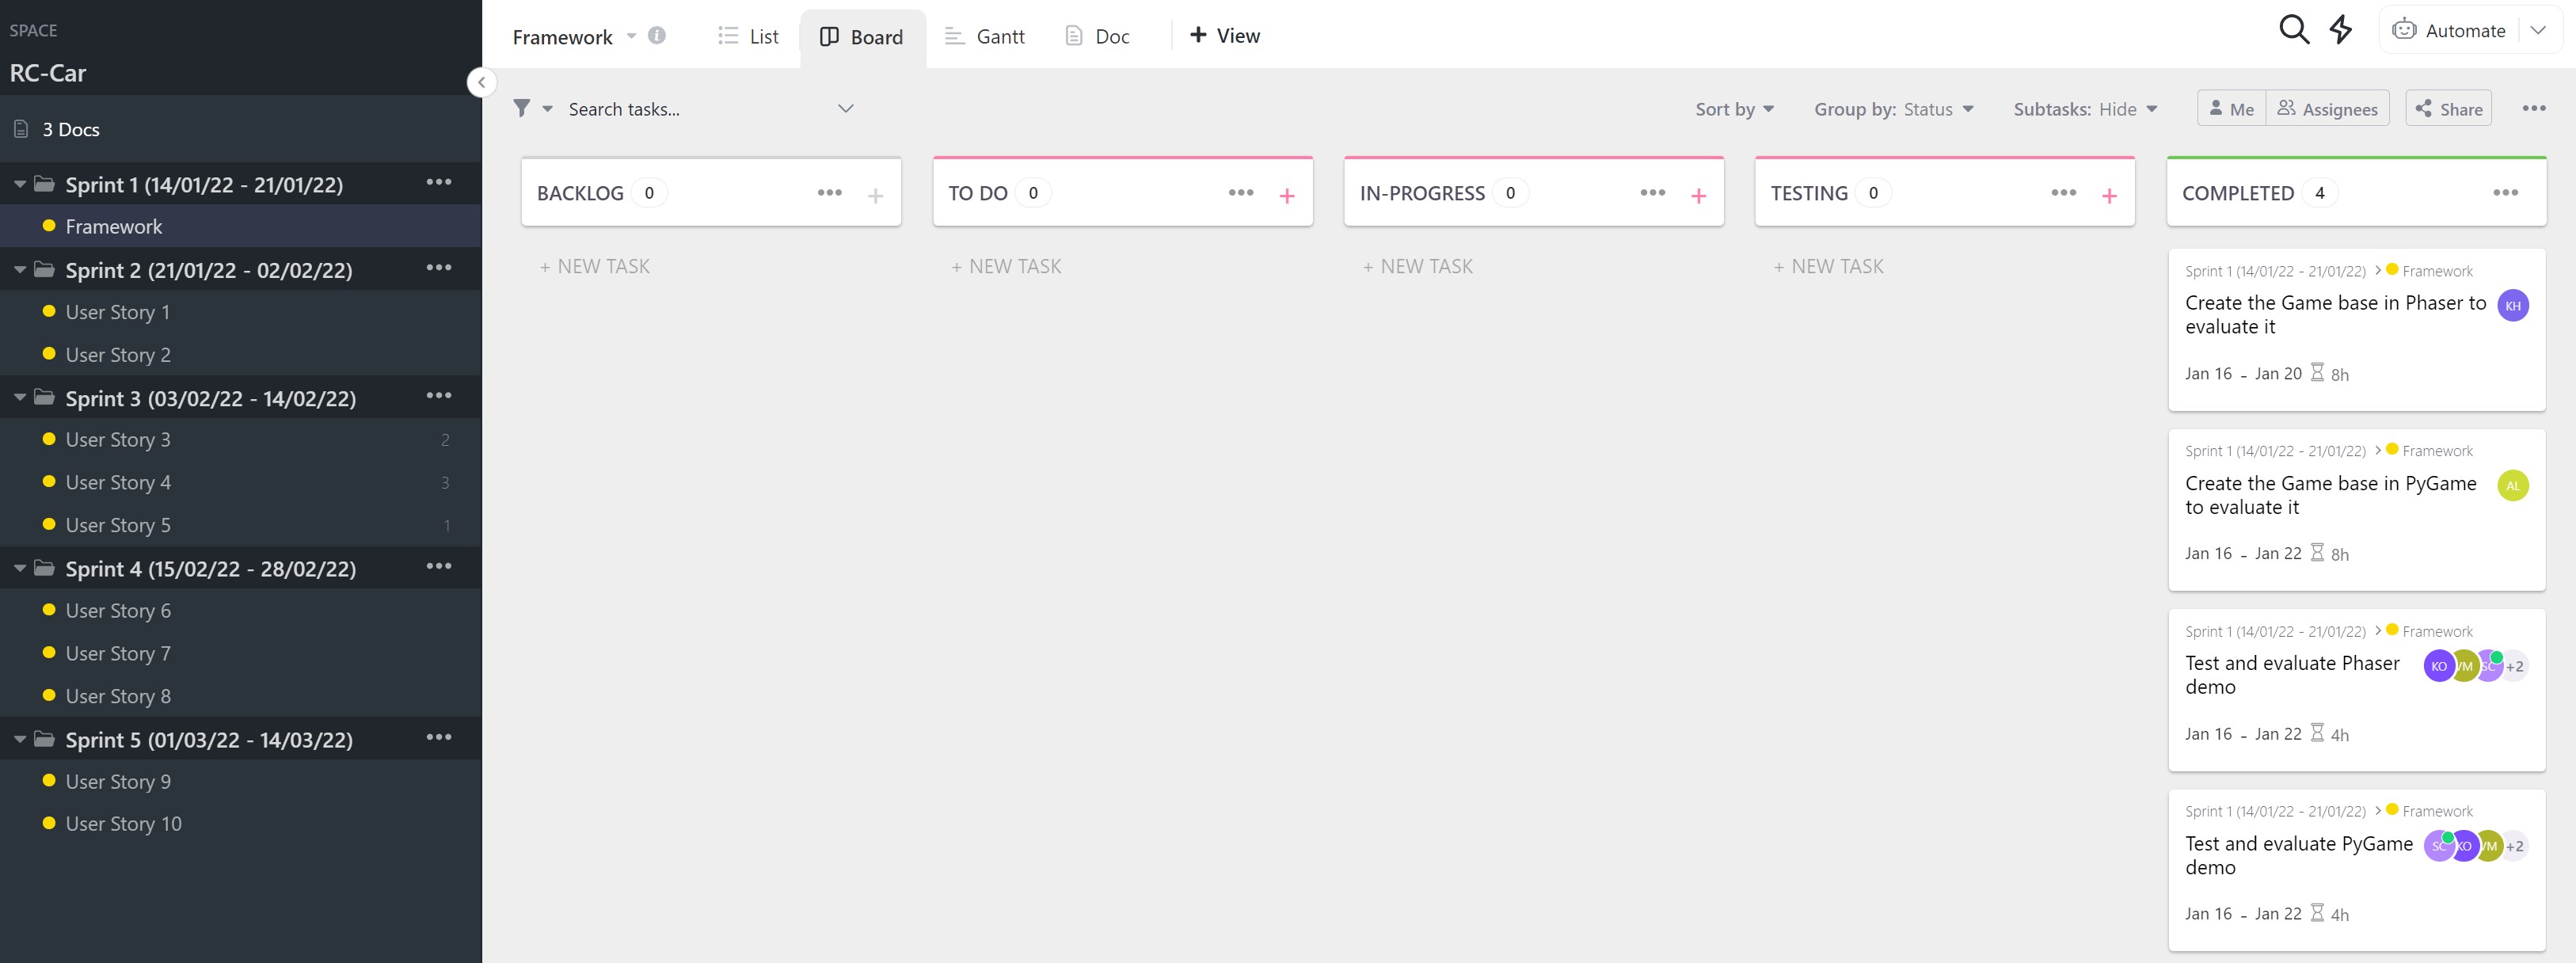 SPACE
RC-Car
3 Docs
Sprint 1 (14/01/22 - 21/01/22)
Framework
Sprint 2 (21/01/22 - 02/02/22)
User Story 1
User Story 2
Sprint 3 (03/02/22 - 14/02/22)
User Story 3 2
User Story 4 3
User Story 5 1
Sprint 4 (15/02/22 - 28/02/22)
User Story 6
User Story 7
User Story 8
Sprint 5 (01/03/22 - 14/03/22)
User Story 9
User Story 10
Framework List Board Gantt Doc + View Automate
Search tasks... Sort by Group by: Status Subtasks: Hide Me Assignees Share
BACKLOG 0
+ NEW TASK
TO DO 0
+ NEW TASK
IN-PROGRESS 0
+ NEW TASK
TESTING 0
+ NEW TASK
COMPLETED 4
Sprint 1 (14/01/22 - 21/01/22) > Framework
Create the Game base in Phaser to KH
evaluate it
Jan 16 - Jan 20 8h
Sprint 1 (14/01/22 - 21/01/22) > Framework
Create the Game base in PyGame AL
to evaluate it
Jan 16 - Jan 22 8h
Sprint 1 (14/01/22 - 21/01/22) > Framework
Test and evaluate Phaser KO VM SC +2
demo
Jan 16 - Jan 22 4h
Sprint 1 (14/01/22 - 21/01/22) > Framework
Test and evaluate PyGame SC KO VM +2
demo
Jan 16 - Jan 22 4h